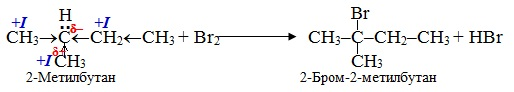 H Br
+I δ– +I
CH3→C←CH2←CH3 + Br2 → CH3–C–CH2–CH3 + HBr
+I δ+ CH3 CH3
2-Метилбутан 2-Бром-2-метилбутан